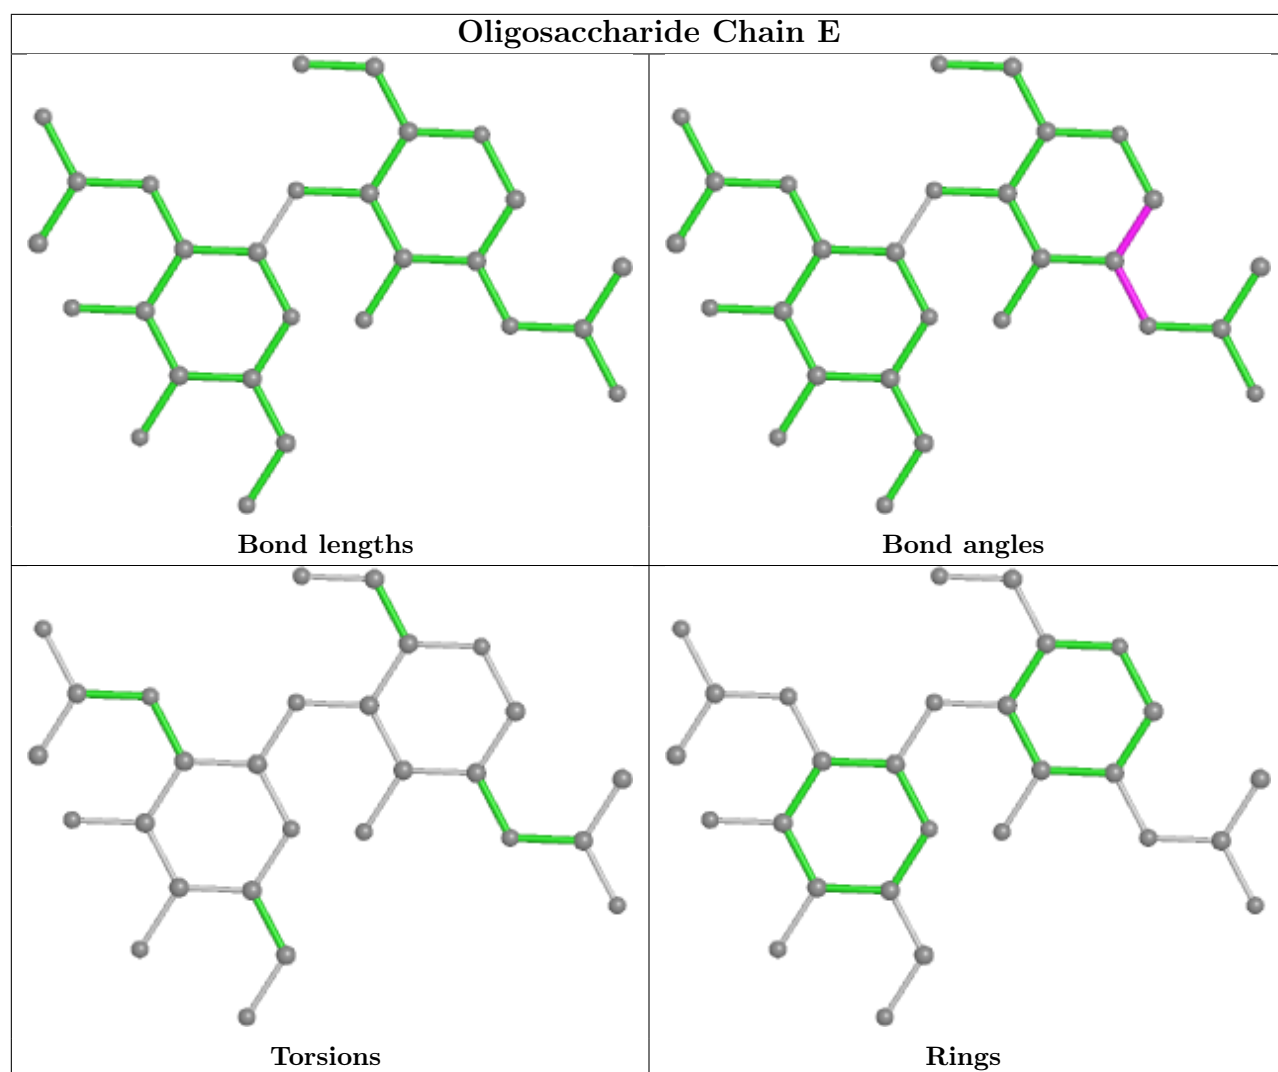 Oligosaccharide Chain E
Bond lengths
Bond angles
Torsions
Rings